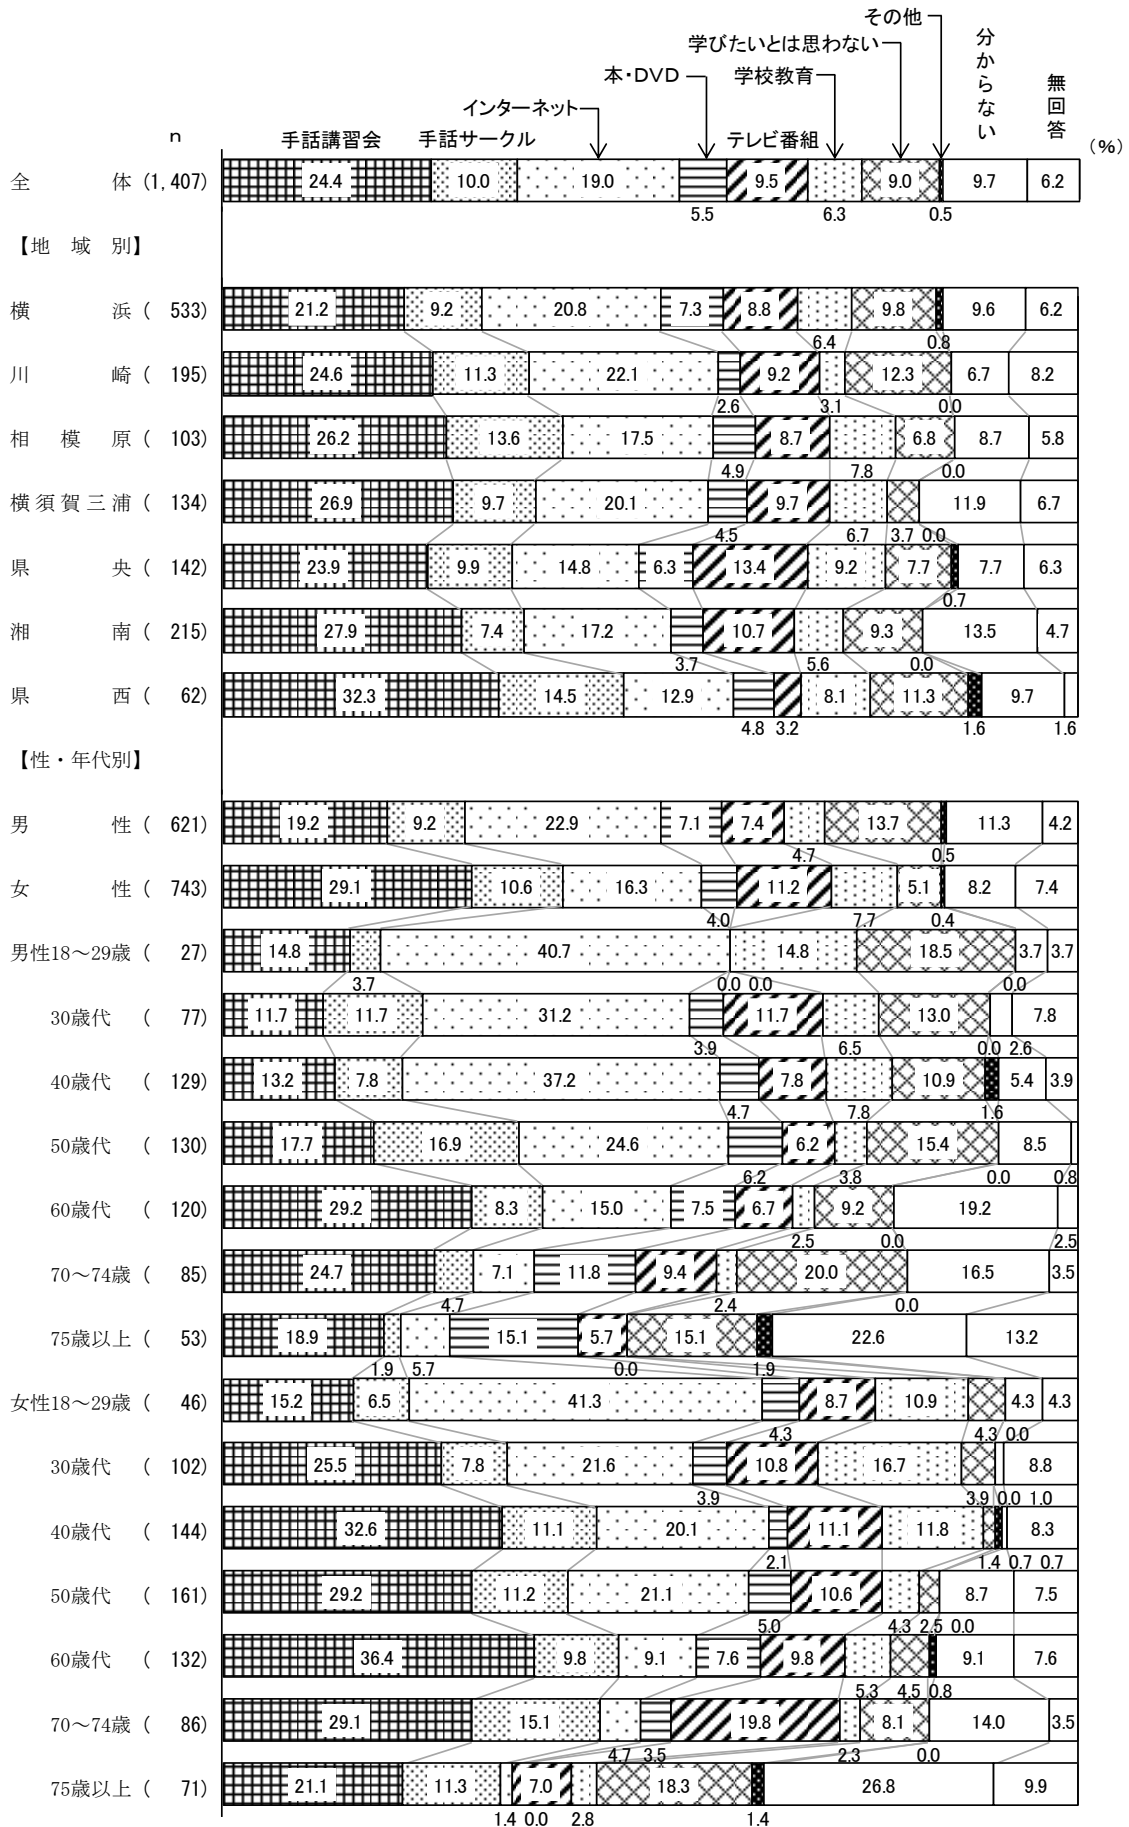 その他
学びたいとは思わない
分からない
本・DVD
学校教育
無回答
インターネット
n
手話講習会
手話サークル
テレビ番組
(%)
全体(1,407) 24.4 10.0 19.0 9.5 9.0 9.7 6.2
5.5 6.3 0.5
【地域別】
横浜( 533) 21.2 9.2 20.8 7.3 8.8 9.8 9.6 6.2
6.4 0.8
川崎( 195) 24.6 11.3 22.1 9.2 12.3 6.7 8.2
2.6 3.1 0.0
相模原( 103) 26.2 13.6 17.5 8.7 6.8 8.7 5.8
4.9 7.8 0.0
横須賀三浦( 134) 26.9 9.7 20.1 9.7 11.9 6.7
4.5 6.7 3.7 0.0
県央( 142) 23.9 9.9 14.8 6.3 13.4 9.2 7.7 7.7 6.3
0.7
湘南( 215) 27.9 7.4 17.2 10.7 9.3 13.5 4.7
3.7 5.6 0.0
県西( 62) 32.3 14.5 12.9 8.1 11.3 9.7
4.8 3.2 1.6 1.6
【性・年代別】
男性( 621) 19.2 9.2 22.9 7.1 7.4 13.7 11.3 4.2
4.7 0.5
女性( 743) 29.1 10.6 16.3 11.2 5.1 8.2 7.4
4.0 7.7 0.4
男性18～29歳( 27) 14.8 40.7 14.8 18.5 3.7 3.7
3.7 0.0 0.0 0.0
30歳代( 77) 11.7 11.7 31.2 11.7 13.0 7.8
3.9 6.5 0.0 2.6
40歳代( 129) 13.2 7.8 37.2 7.8 10.9 5.4 3.9
4.7 7.8 1.6
50歳代( 130) 17.7 16.9 24.6 6.2 15.4 8.5
6.2 3.8 0.0 0.8
60歳代( 120) 29.2 8.3 15.0 7.5 6.7 9.2 19.2
2.5 0.0 2.5
70～74歳( 85) 24.7 7.1 11.8 9.4 20.0 16.5 3.5
4.7 2.4 0.0
75歳以上( 53) 18.9 15.1 5.7 15.1 22.6 13.2
1.9 5.7 0.0 1.9
女性18～29歳( 46) 15.2 6.5 41.3 8.7 10.9 4.3 4.3
4.3 4.3 0.0
30歳代( 102) 25.5 7.8 21.6 10.8 16.7 8.8
3.9 3.9 0.0 1.0
40歳代( 144) 32.6 11.1 20.1 11.1 11.8 8.3
2.1 1.4 0.7 0.7
50歳代( 161) 29.2 11.2 21.1 10.6 8.7 7.5
5.0 4.3 2.5 0.0
60歳代( 132) 36.4 9.8 9.1 7.6 9.8 9.1 7.6
5.3 4.5 0.8
70～74歳( 86) 29.1 15.1 19.8 8.1 14.0 3.5
4.7 3.5 2.3 0.0
75歳以上( 71) 21.1 11.3 7.0 18.3 26.8 9.9
1.4 0.0 2.8 1.4